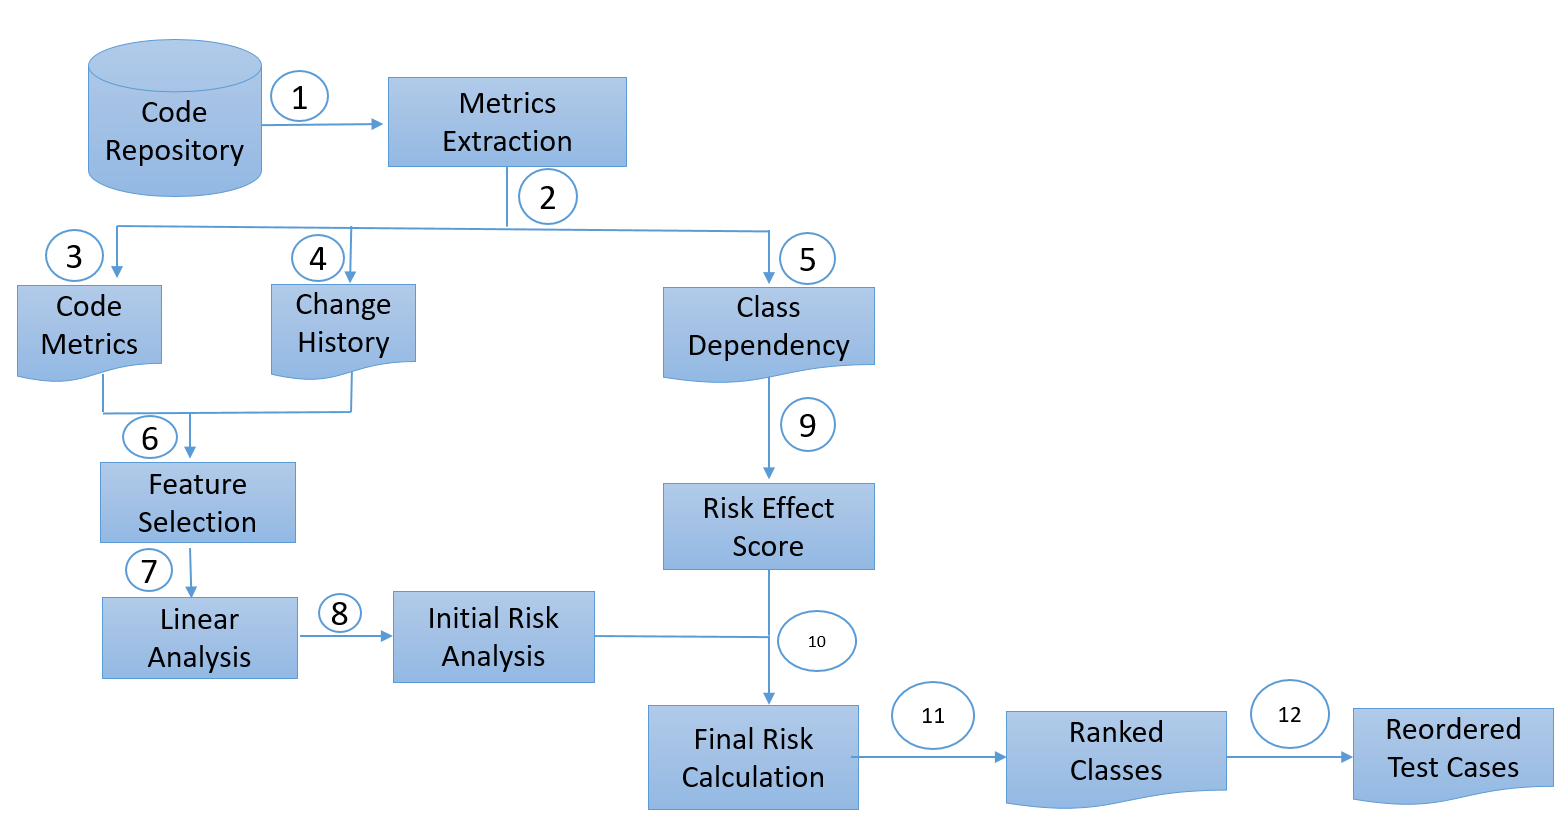 Code
Repository
1
Metrics
Extraction
2
3
4
5
Code
Metrics
Change
History
Class
Dependency
6
9
Feature
Selection
Risk Effect
Score
7
8
Linear
Analysis
Initial Risk
Analysis
10
Final Risk
Calculation
11
Ranked
Classes
12
Reordered
Test Cases